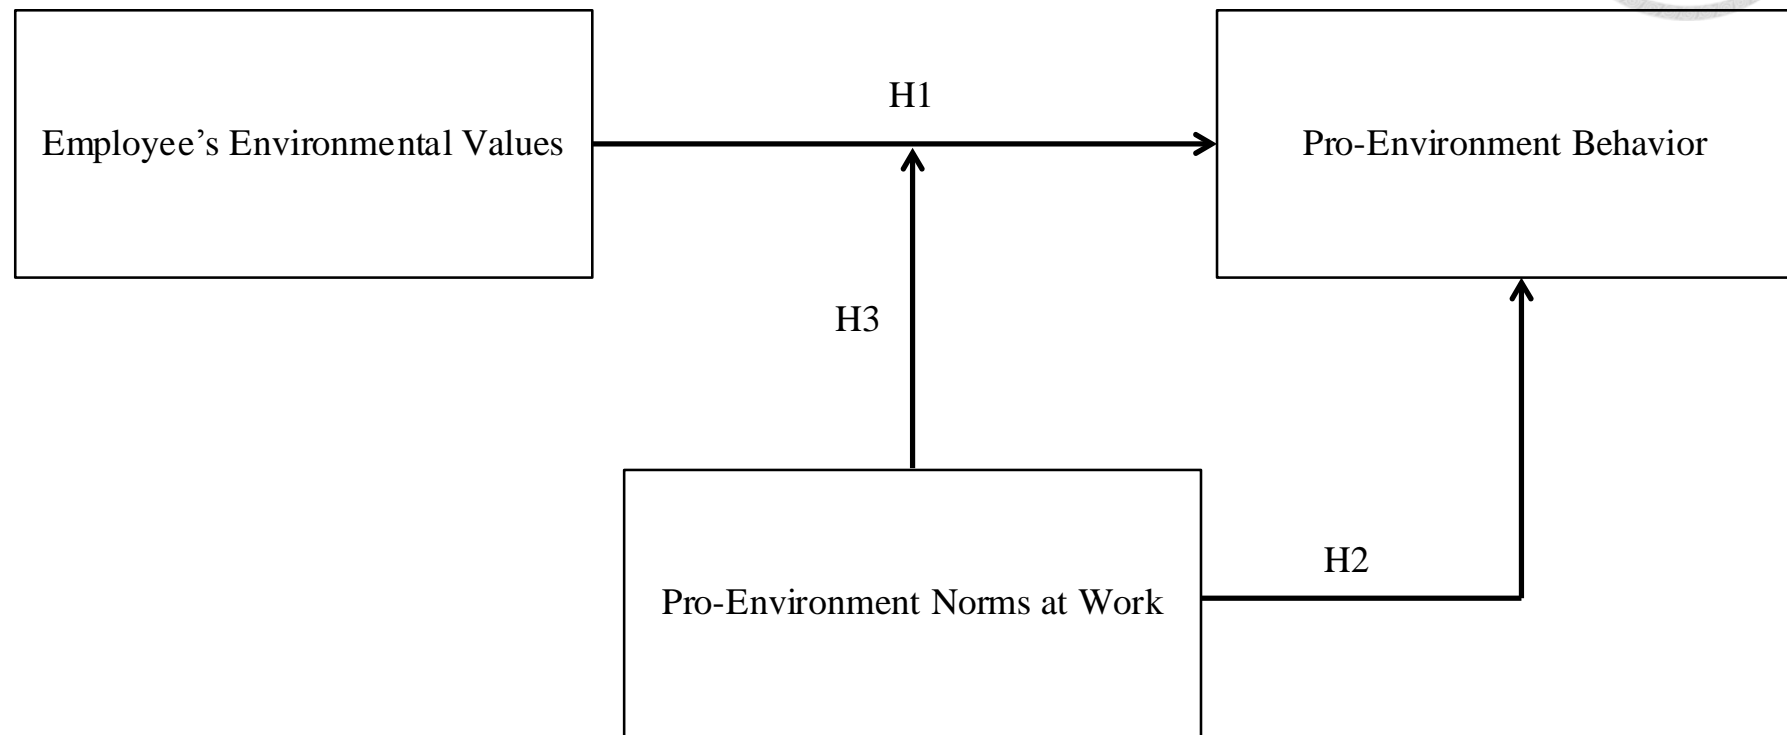 H1
Employee’s Environmental Values
Pro-Environment Behavior
H3
H2
Pro-Environment Norms at Work